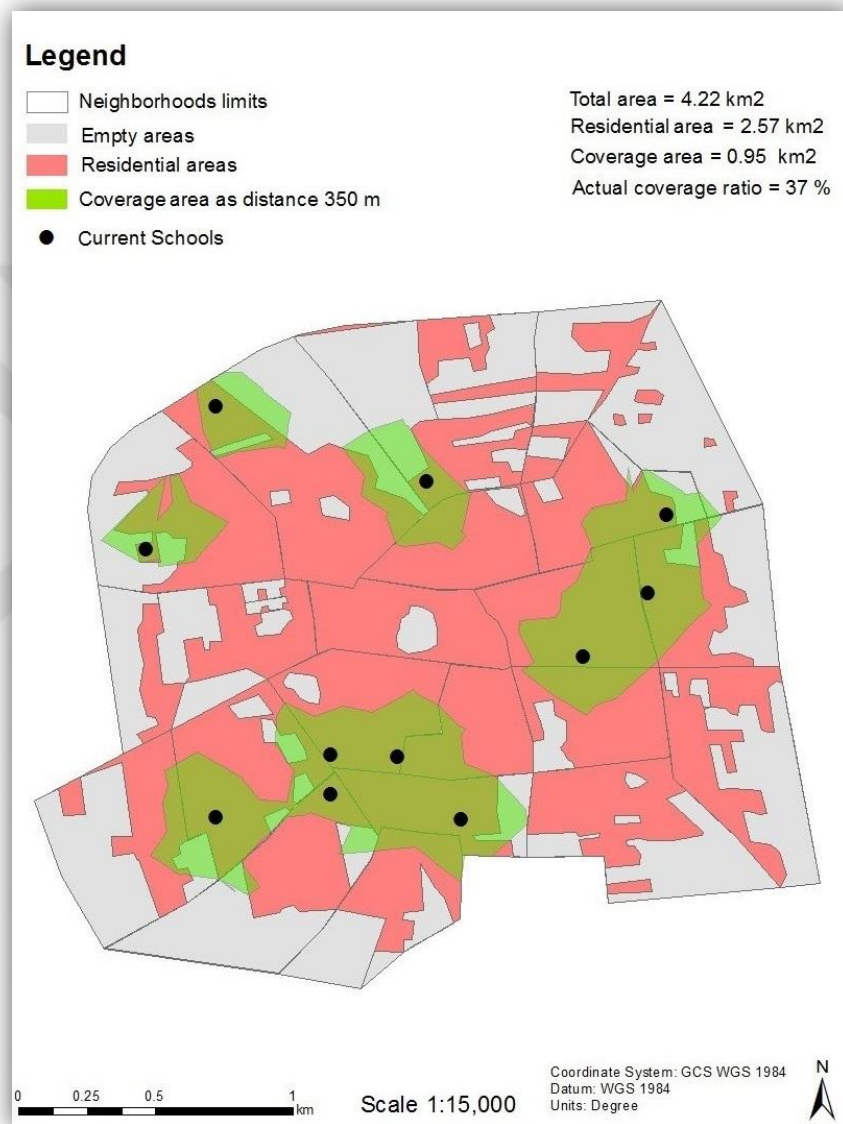 Legend
Neighborhoods limits
Empty areas
Residential areas
Coverage area as distance 350 m
Current Schools
Total area = 4.22 km2
Residential area = 2.57 km2
Coverage area = 0.95 km2
Actual coverage ratio = 37 %
0 0.25 0.5 1
km
Scale 1:15,000
Coordinate System: GCS WGS 1984
Datum: WGS 1984
Units: Degree
N